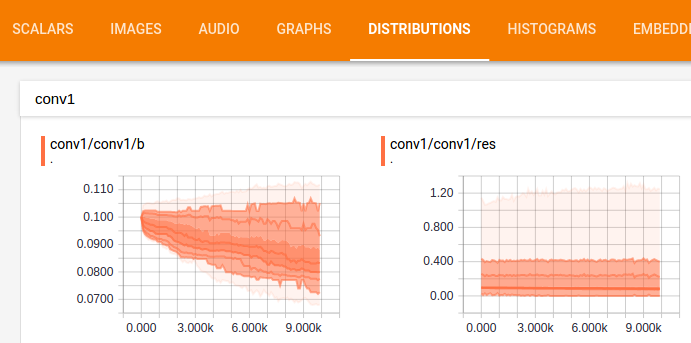 SCALARS IMAGES AUDIO GRAPHS DISTRIBUTIONS HISTOGRAMS EMBEDDI
conv1
conv1/conv1/b
.
0.110
0.100
0.0900
0.0800
0.0700
0.000 3.000k 6.000k 9.000k
conv1/conv1/res
.
1.20
0.800
0.400
0.00
0.000 3.000k 6.000k 9.000k